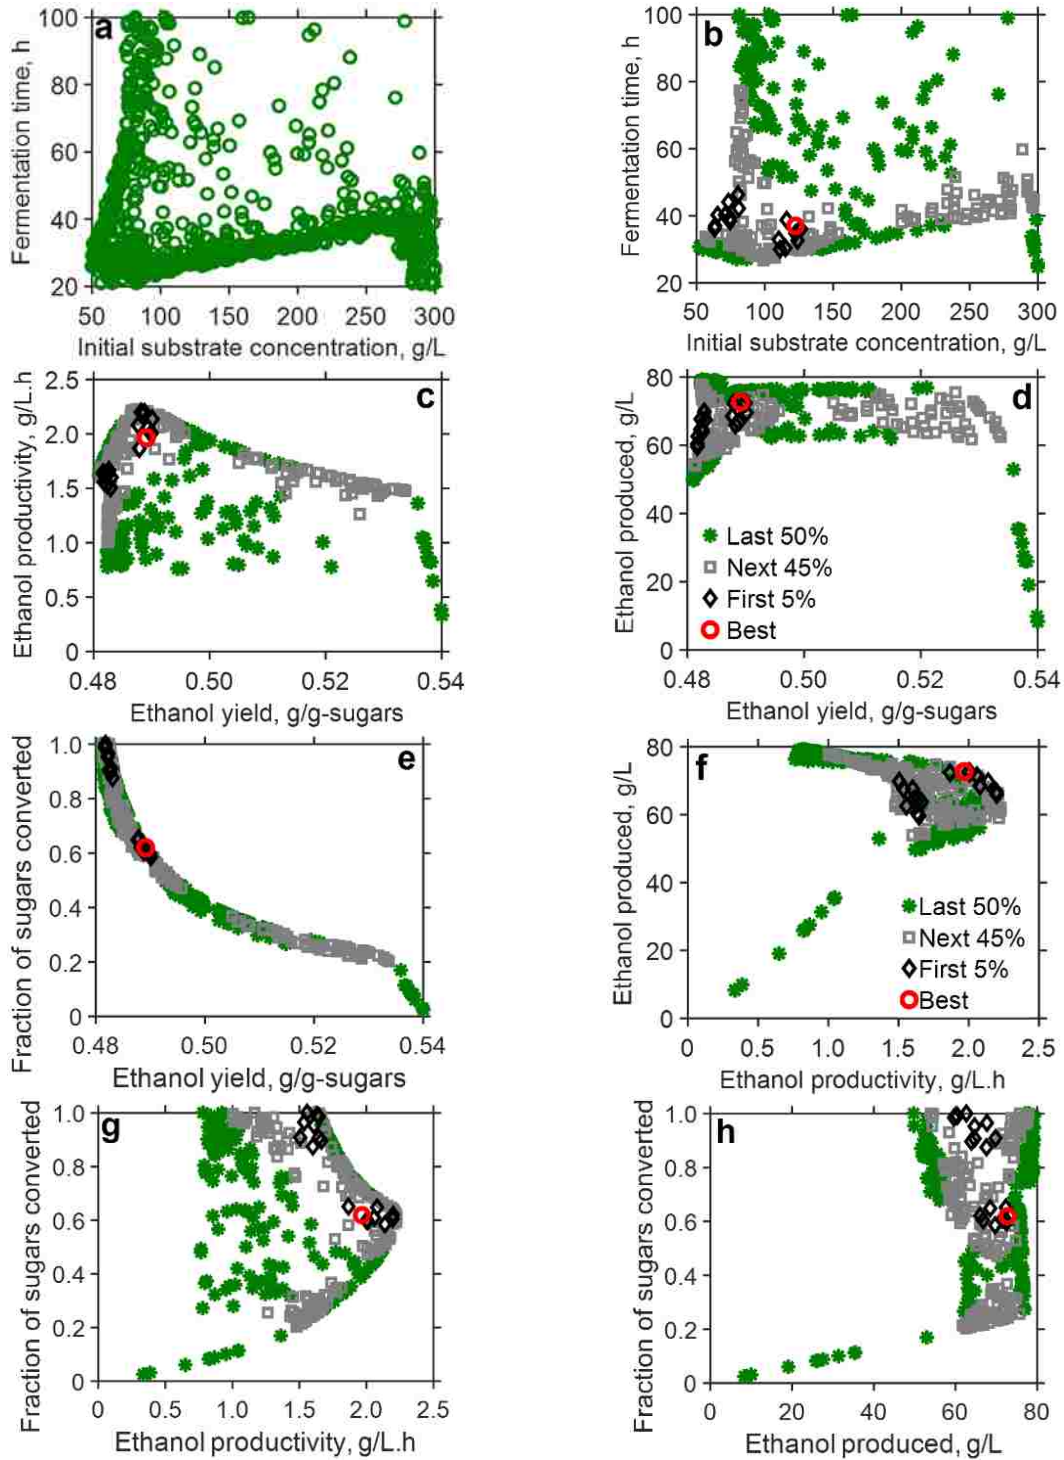 a
Fermentation time, h
100
80
60
40
20
50 100 150 200 250 300
Initial substrate concentration, g/L
b
Fermentation time, h
100
80
60
40
20
50 100 150 200 250 300
Initial substrate concentration, g/L
c
Ethanol productivity, g/L.h
2.5
2.0
1.5
1.0
0.5
0
0.48 0.50 0.52 0.54
Ethanol yield, g/g-sugars
d
Ethanol produced, g/L
80
60
40
20
0
Last 50%
Next 45%
First 5%
Best
0.48 0.50 0.52 0.54
Ethanol yield, g/g-sugars
e
Fraction of sugars converted
1.0
0.8
0.6
0.4
0.2
0
0.48 0.50 0.52 0.54
Ethanol yield, g/g-sugars
f
Ethanol produced, g/L
80
60
40
20
0
Last 50%
Next 45%
First 5%
Best
0 0.5 1.0 1.5 2.0 2.5
Ethanol productivity, g/L.h
g
Fraction of sugars converted
1.0
0.8
0.6
0.4
0.2
0
0 0.5 1.0 1.5 2.0 2.5
Ethanol productivity, g/L.h
h
Fraction of sugars converted
1.0
0.8
0.6
0.4
0.2
0
0 20 40 60 80
Ethanol produced, g/L